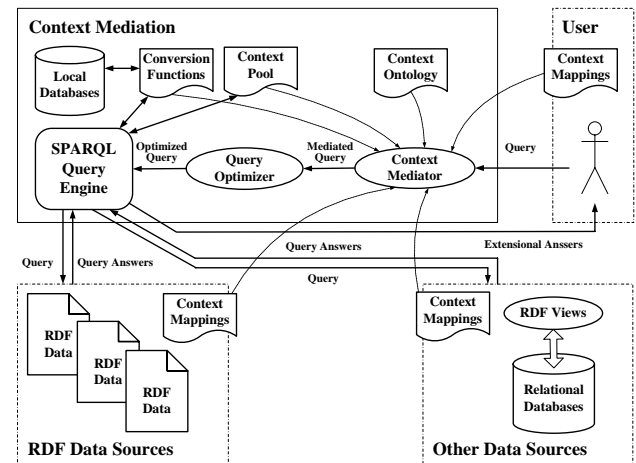 Context Mediation
User
Local
Databases
Conversion
Functions
Context
Pool
Context
Ontology
Context
Mappings
SPARQL
Query
Engine
Optimized
Query
Query
Optimizer
Mediated
Query
Context
Mediator
Query
Query Answers
Extensional Anssers
Query
Query Answers
Query
Context
Mappings
Context
Mappings
RDF
Data
RDF
Data
RDF
Data
RDF Views
Relational
Databases
RDF Data Sources
Other Data Sources